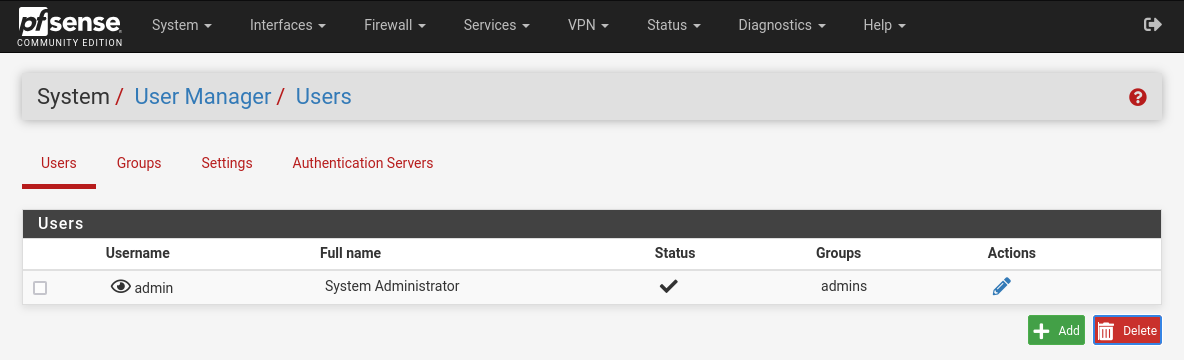 pfsense
COMMUNITY EDITION
System Interfaces Firewall Services VPN Status Diagnostics Help
System / User Manager / Users
Users Groups Settings Authentication Servers
Users
Username Full name Status Groups Actions
admin System Administrator admins
Add Delete